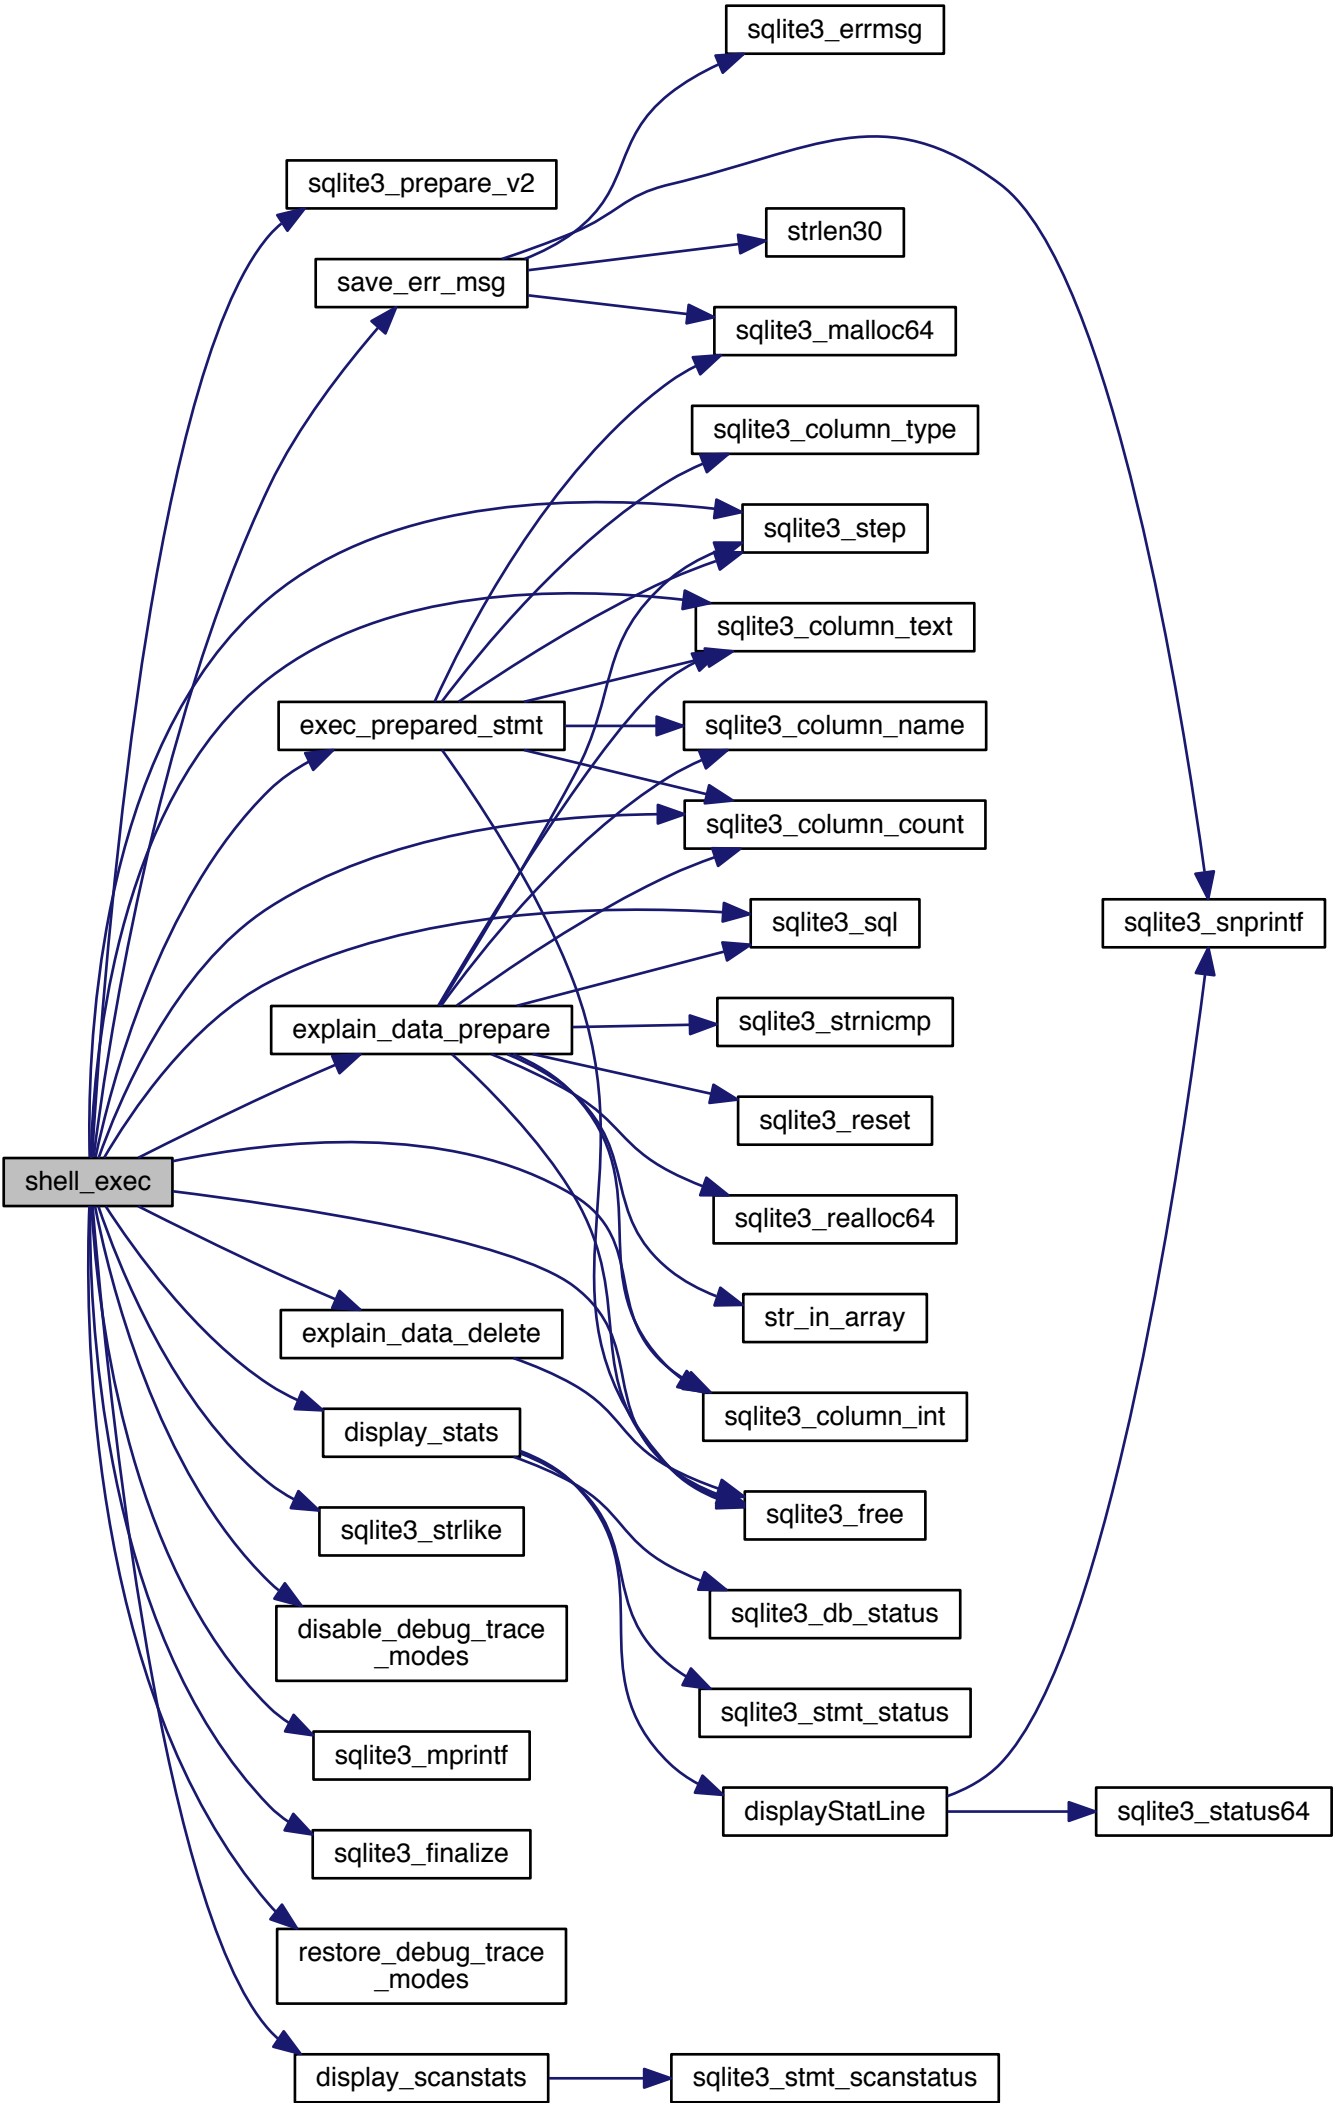 sqlite3_errmsg
sqlite3_prepare_v2
strlen30
save_err_msg
sqlite3_malloc64
sqlite3_column_type
sqlite3_step
sqlite3_column_text
exec_prepared_stmt
sqlite3_column_name
sqlite3_column_count
sqlite3_sql
sqlite3_snprintf
explain_data_prepare
sqlite3_strnicmp
sqlite3_reset
shell_exec
sqlite3_realloc64
str_in_array
explain_data_delete
sqlite3_column_int
display_stats
sqlite3_free
sqlite3_strlike
sqlite3_db_status
disable_debug_trace
_modes
sqlite3_stmt_status
sqlite3_mprintf
displayStatLine
sqlite3_status64
sqlite3_finalize
restore_debug_trace
_modes
display_scanstats
sqlite3_stmt_scanstatus